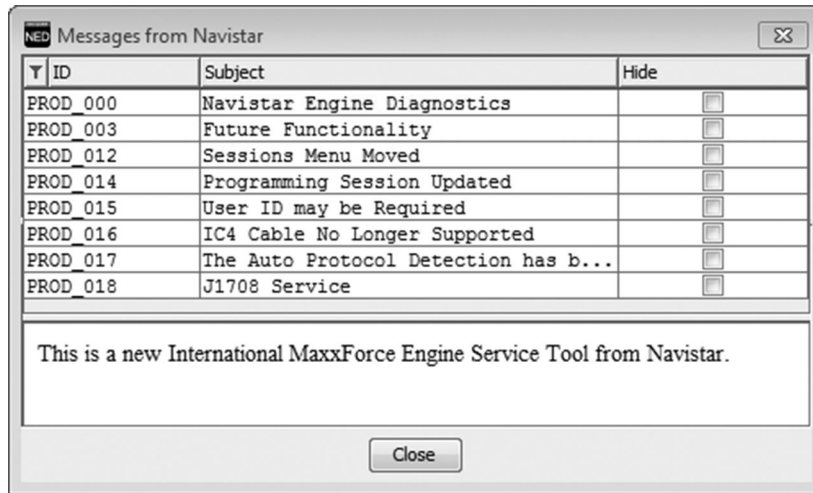 NED Messages from Navistar
ID Subject Hide
PROD_000 Navistar Engine Diagnostics
PROD_003 Future Functionality
PROD_012 Sessions Menu Moved
PROD_014 Programming Session Updated
PROD_015 User ID may be Required
PROD_016 IC4 Cable No Longer Supported
PROD_017 The Auto Protocol Detection has b...
PROD_018 J1708 Service
This is a new International MaxxForce Engine Service Tool from Navistar.
Close